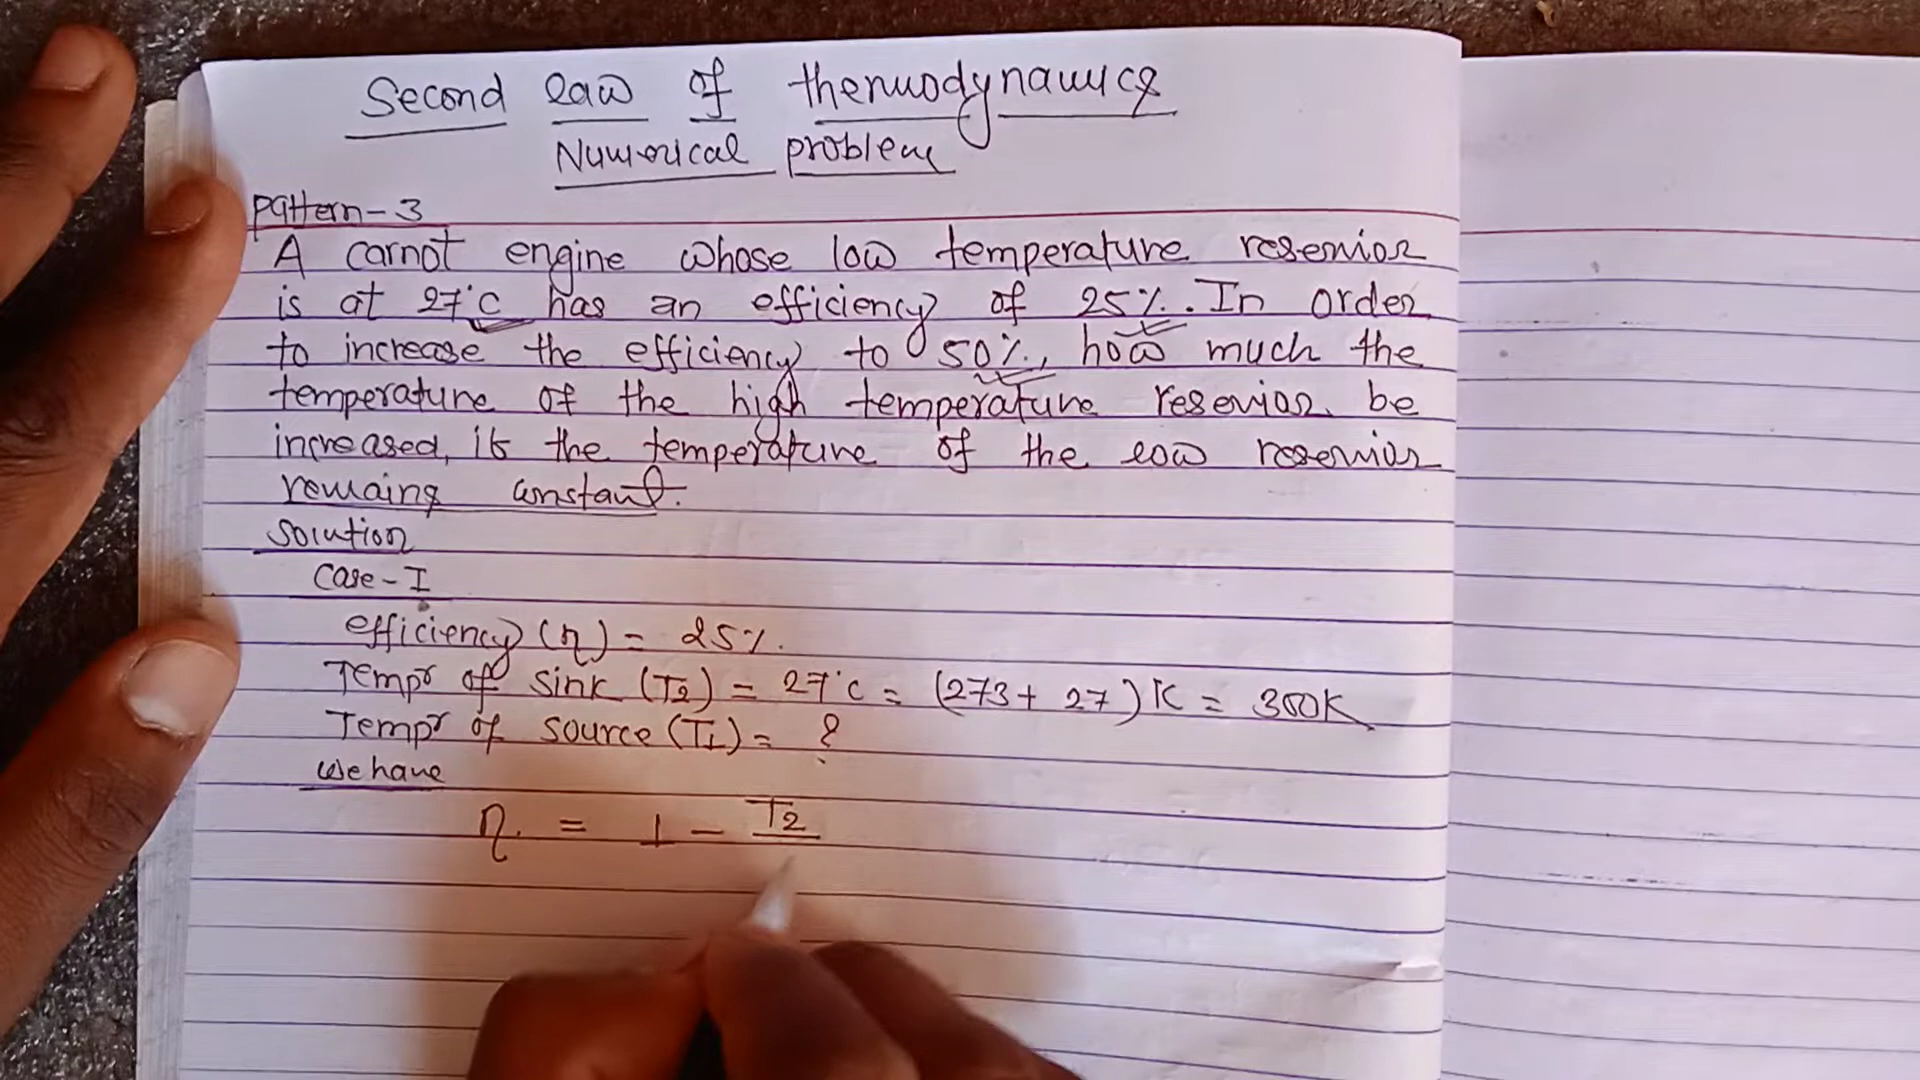 Second law of thermodynamics
Numerical problem
pattern-3
A carnot engine whose low temperature reservior
is at 27°C has an efficiency of 25%. In order
to increase the efficiency to 50%, how much the
temperature of the high temperature resevior be
increased, if the temperature of the low reservior
remains constant.
Solution
Case-I
efficiency (η) = 25%.
Tempr of sink (T2) = 27°C = (273+ 27)K = 300K
Tempr of source (T1) = ?
We have
η = 1 - T2